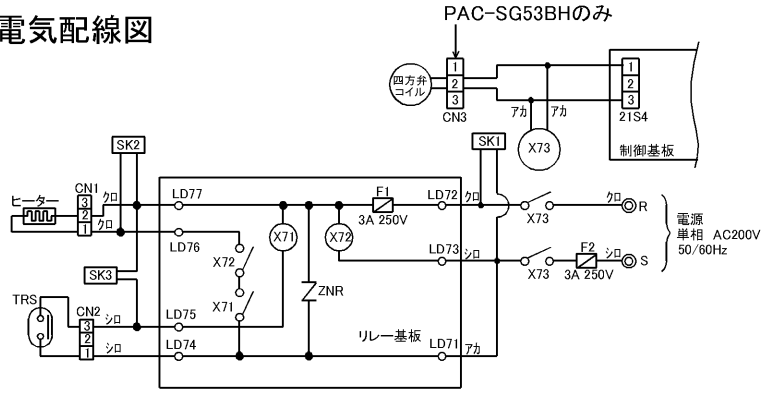 電気配線図
PAC-SG53BHのみ
四方弁
コイル
1
2
3
CN3
アカ
アカ
X73
1
2
3
21S4
制御基板
SK2
SK1
ヒーター
CN1
3
2
1
クロ
クロ
LD77
LD76
X71
X72
F1
3A 250V
LD72
クロ
X73
クロ
R
LD73
シロ
X73
F2
3A 250V
シロ
S
電源
単相 AC200V
50/60Hz
X72
X71
ZNR
SK3
TRS
CN2
3
2
1
シロ
シロ
LD75
LD74
リレー基板
LD71
アカ